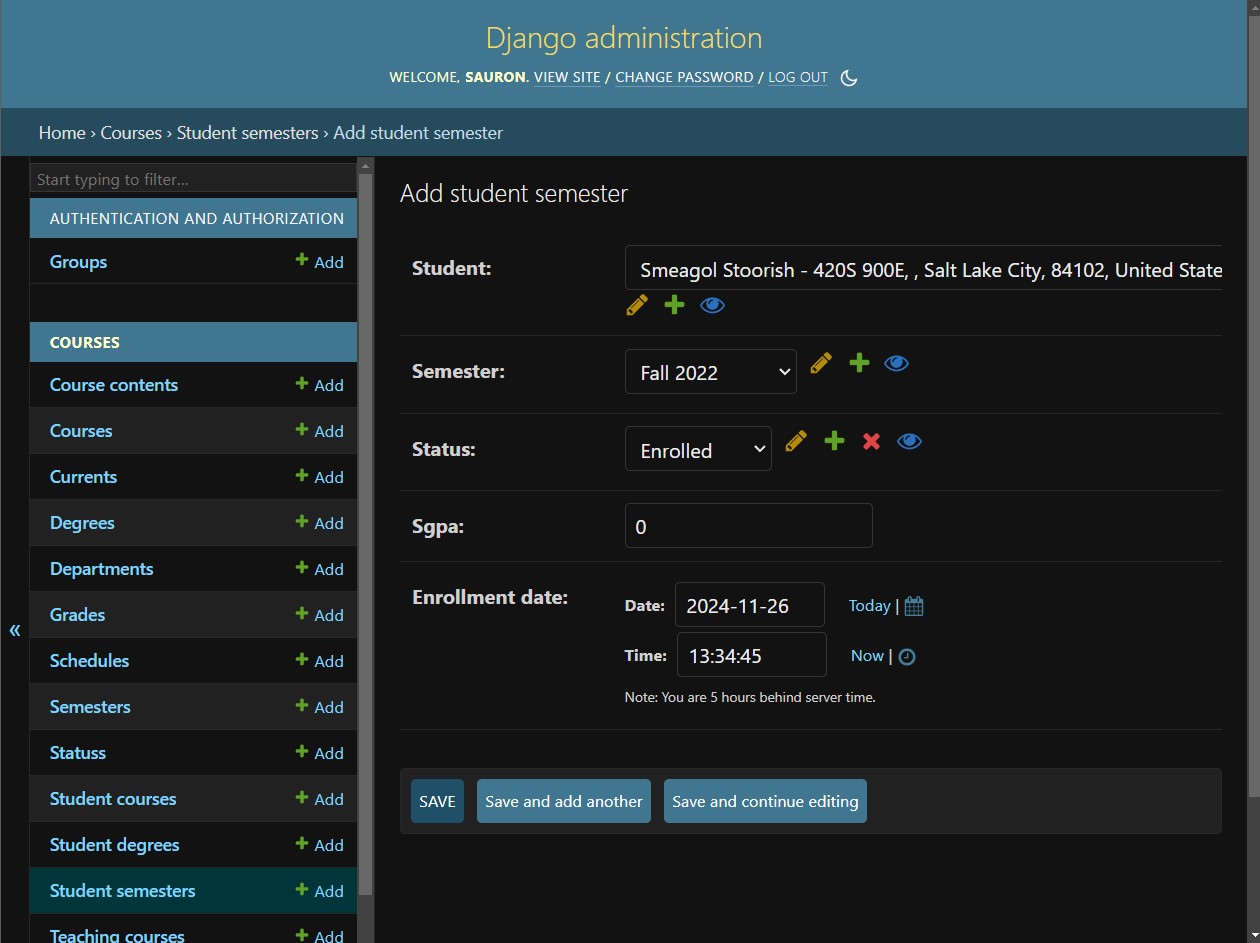 Django administration
WELCOME, SAURON. VIEW SITE / CHANGE PASSWORD / LOG OUT
Home › Courses › Student semesters › Add student semester
Start typing to filter...
AUTHENTICATION AND AUTHORIZATION
Groups Add
COURSES
Course contents Add
Courses Add
Currents Add
Degrees Add
Departments Add
Grades Add
Schedules Add
Semesters Add
Statuss Add
Student courses Add
Student degrees Add
Student semesters Add
Teaching courses Add
«
Add student semester
Student: Smeagol Stoorish - 420S 900E, , Salt Lake City, 84102, United State
Semester: Fall 2022
Status: Enrolled
Sgpa: 0
Enrollment date: Date: 2024-11-26 Today |
Time: 13:34:45 Now |
Note: You are 5 hours behind server time.
SAVE Save and add another Save and continue editing